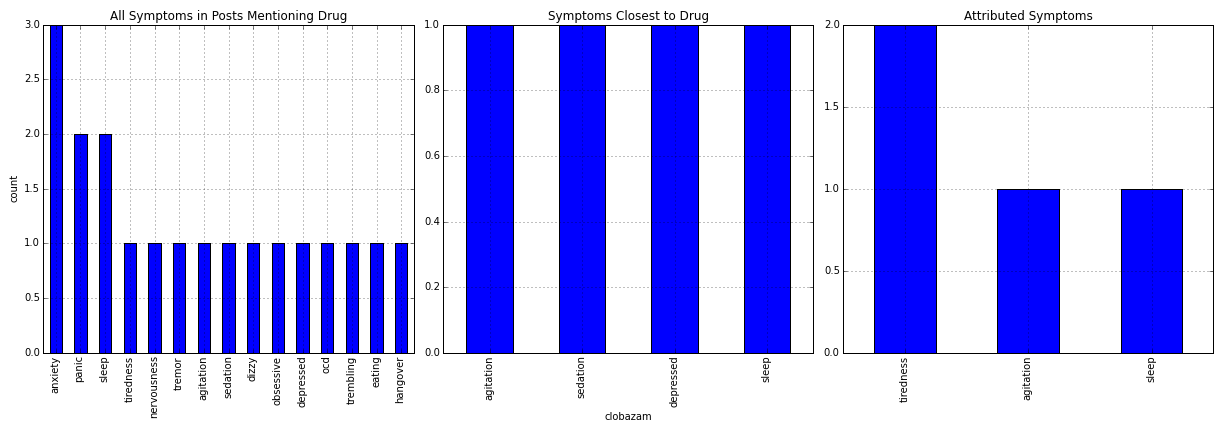 All Symptoms in Posts Mentioning Drug
count
3.0
2.5
2.0
1.5
1.0
0.5
0.0
anxiety
panic
sleep
tiredness
nervousness
tremor
agitation
sedation
dizzy
obsessive
depressed
ocd
trembling
eating
hangover
Symptoms Closest to Drug
1.0
0.8
0.6
0.4
0.2
0.0
agitation
sedation
depressed
sleep
clobazam
Attributed Symptoms
2.0
1.5
1.0
0.5
0.0
tiredness
agitation
sleep